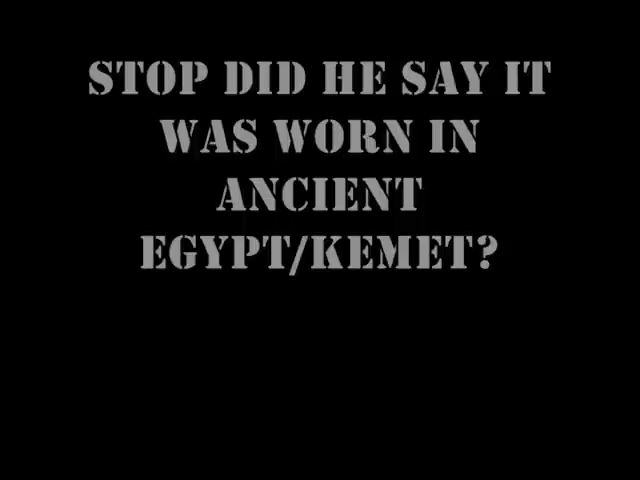 STOP DID HE SAY IT
WAS WORN IN
ANCIENT
EGYPT/KEMET?